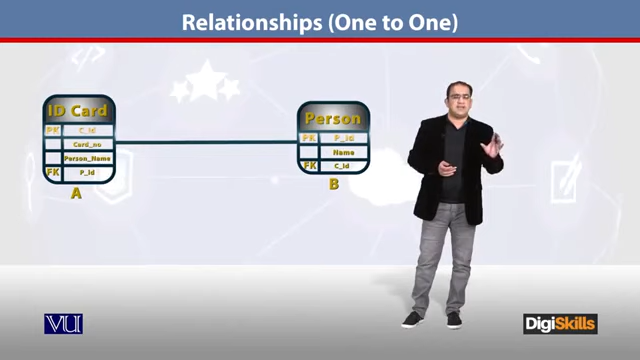 Relationships (One to One)
ID Card
PK C_id
Card_no
Person_Name
FK P_id
A
Person
PK P_id
Name
FK C_id
B
VU
DigiSkills